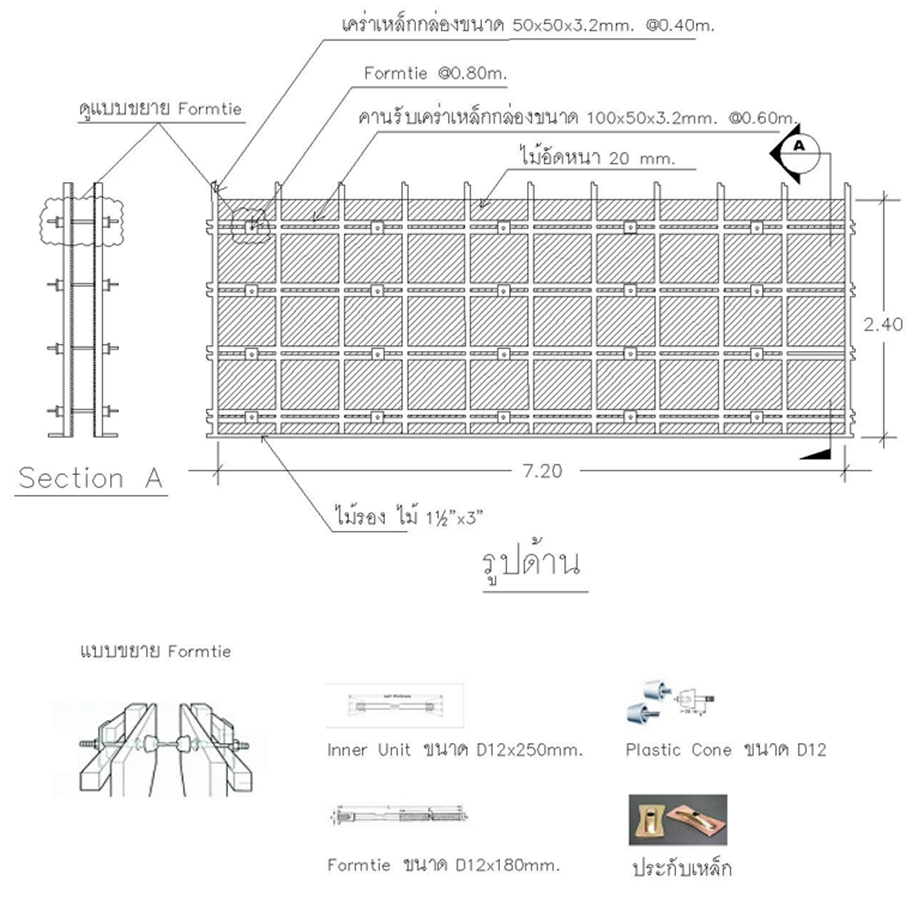 เคร่าเหล็กกล่องขนาด 50x50x3.2mm. @0.40m.
Formtie @0.80m.
ดูแบบขยาย Formtie
คานรับเคร่าเหล็กกล่องขนาด 100x50x3.2mm. @0.60m.
A
ไม้อัดหนา 20 mm.
2.40
7.20
Section A
ไม้รอง ไม้ 1½"x3"
รูปด้าน
แบบขยาย Formtie
Inner Unit ขนาด D12x250mm.
Plastic Cone ขนาด D12
Formtie ขนาด D12x180mm.
ประกับเหล็ก